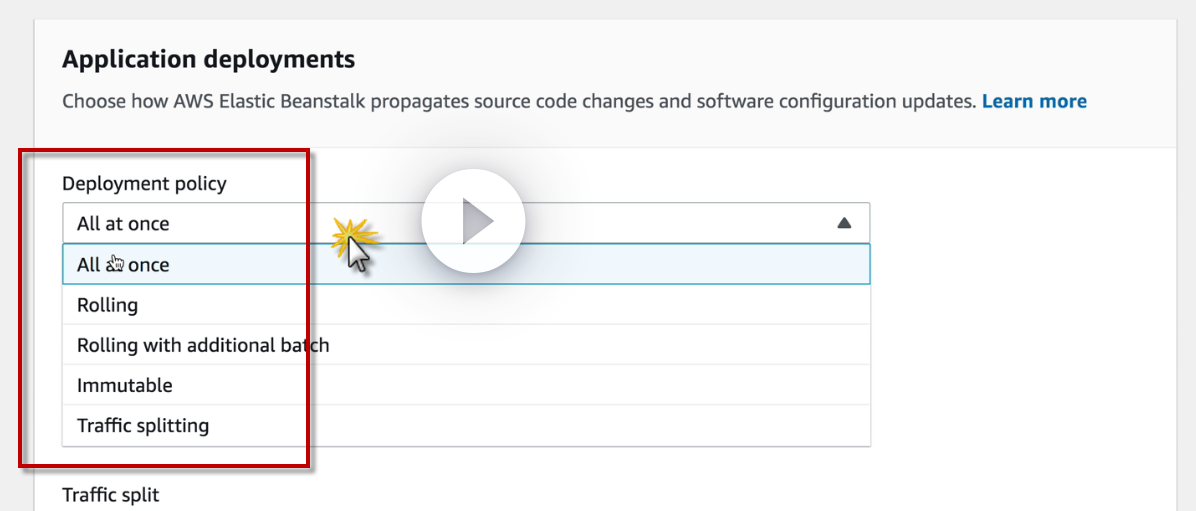 Application deployments
Choose how AWS Elastic Beanstalk propagates source code changes and software configuration updates. Learn more
Deployment policy
All at once
All once
Rolling
Rolling with additional batch
Immutable
Traffic splitting
Traffic split